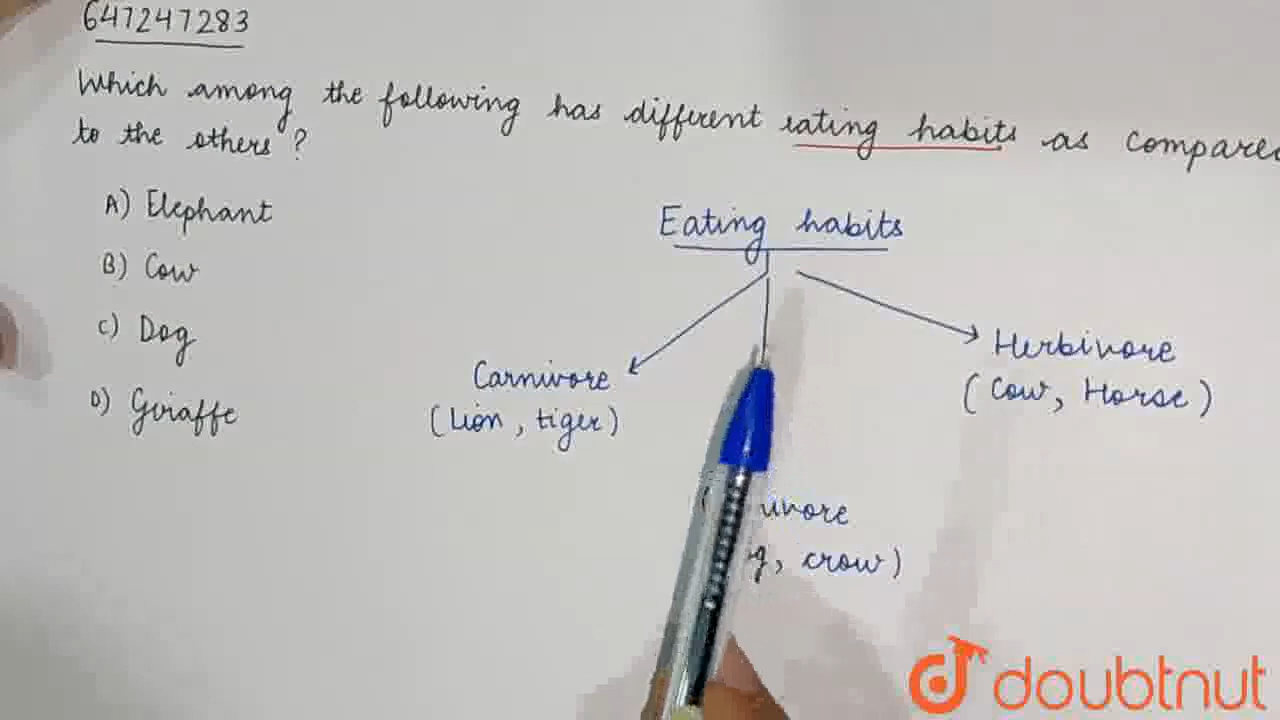 647247283
Which among the following has different eating habits as compared
to the others?
A) Elephant
B) Cow
C) Dog
D) Giraffe
Eating habits
Carnivore
(Lion, tiger)
Herbivore
(Cow, Horse)
crow)
doubtnut